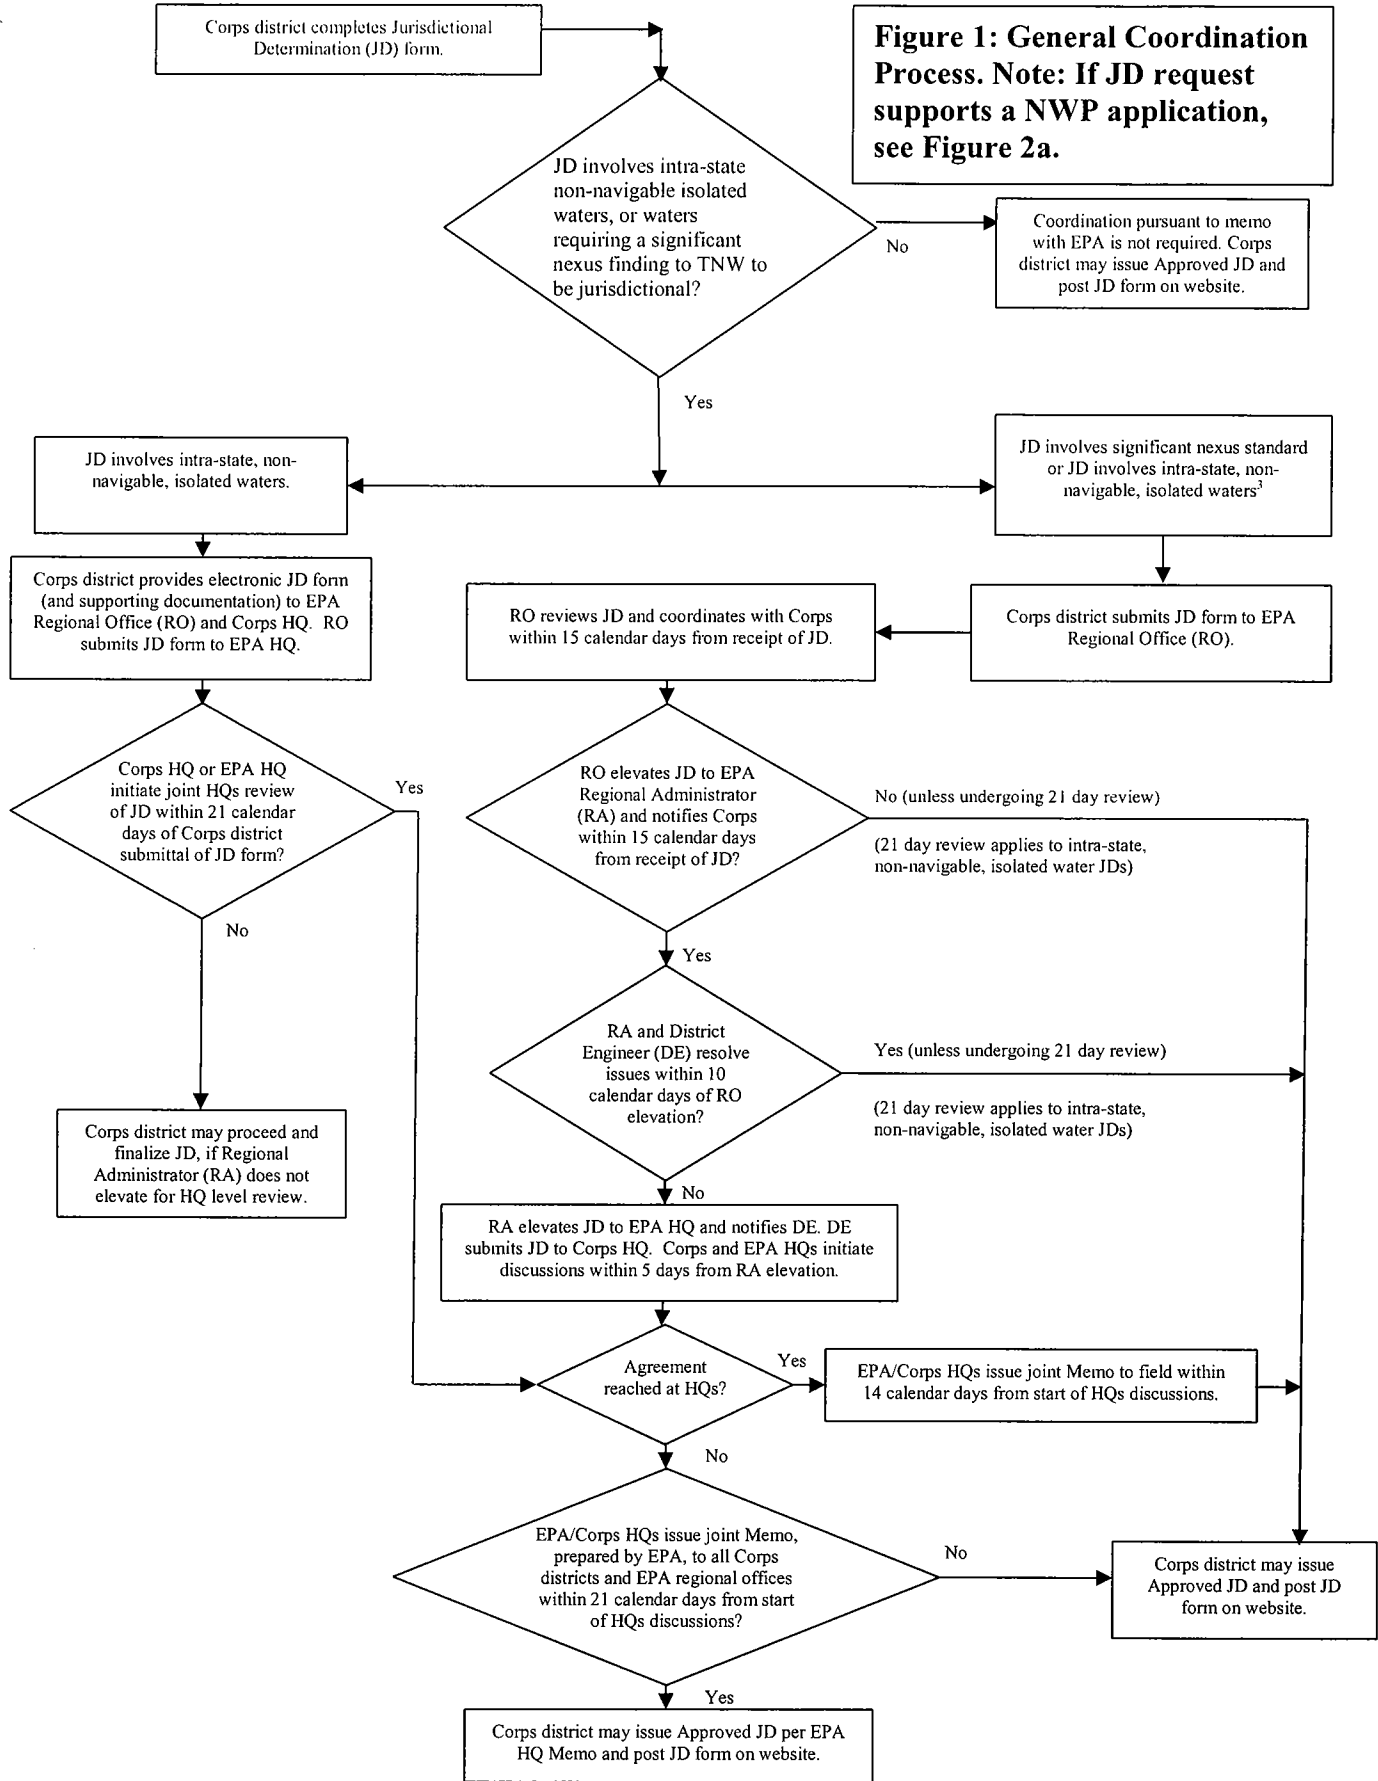 Corps district completes Jurisdictional
Determination (JD) form.
Figure 1: General Coordination
Process. Note: If JD request
supports a NWP application,
see Figure 2a.
JD involves intra-state
non-navigable isolated
waters, or waters
requiring a significant
nexus finding to TNW to
be jurisdictional?
No
Coordination pursuant to memo
with EPA is not required. Corps
district may issue Approved JD and
post JD form on website.
Yes
JD involves intra-state, non-
navigable, isolated waters.
JD involves significant nexus standard
or JD involves intra-state, non-
navigable, isolated waters³
Corps district provides electronic JD form
(and supporting documentation) to EPA
Regional Office (RO) and Corps HQ. RO
submits JD form to EPA HQ.
RO reviews JD and coordinates with Corps
within 15 calendar days from receipt of JD.
Corps district submits JD form to EPA
Regional Office (RO).
Corps HQ or EPA HQ
initiate joint HQs review
of JD within 21 calendar
days of Corps district
submittal of JD form?
Yes
No
Corps district may proceed and
finalize JD, if Regional
Administrator (RA) does not
elevate for HQ level review.
RO elevates JD to EPA
Regional Administrator
(RA) and notifies Corps
within 15 calendar days
from receipt of JD?
No (unless undergoing 21 day review)
(21 day review applies to intra-state,
non-navigable, isolated water JDs)
Yes
RA and District
Engineer (DE) resolve
issues within 10
calendar days of RO
elevation?
Yes (unless undergoing 21 day review)
(21 day review applies to intra-state,
non-navigable, isolated water JDs)
No
RA elevates JD to EPA HQ and notifies DE. DE
submits JD to Corps HQ. Corps and EPA HQs initiate
discussions within 5 days from RA elevation.
Agreement
reached at HQs?
Yes
EPA/Corps HQs issue joint Memo to field within
14 calendar days from start of HQs discussions.
No
EPA/Corps HQs issue joint Memo,
prepared by EPA, to all Corps
districts and EPA regional offices
within 21 calendar days from start
of HQs discussions?
No
Corps district may issue
Approved JD and post JD
form on website.
Yes
Corps district may issue Approved JD per EPA
HQ Memo and post JD form on website.